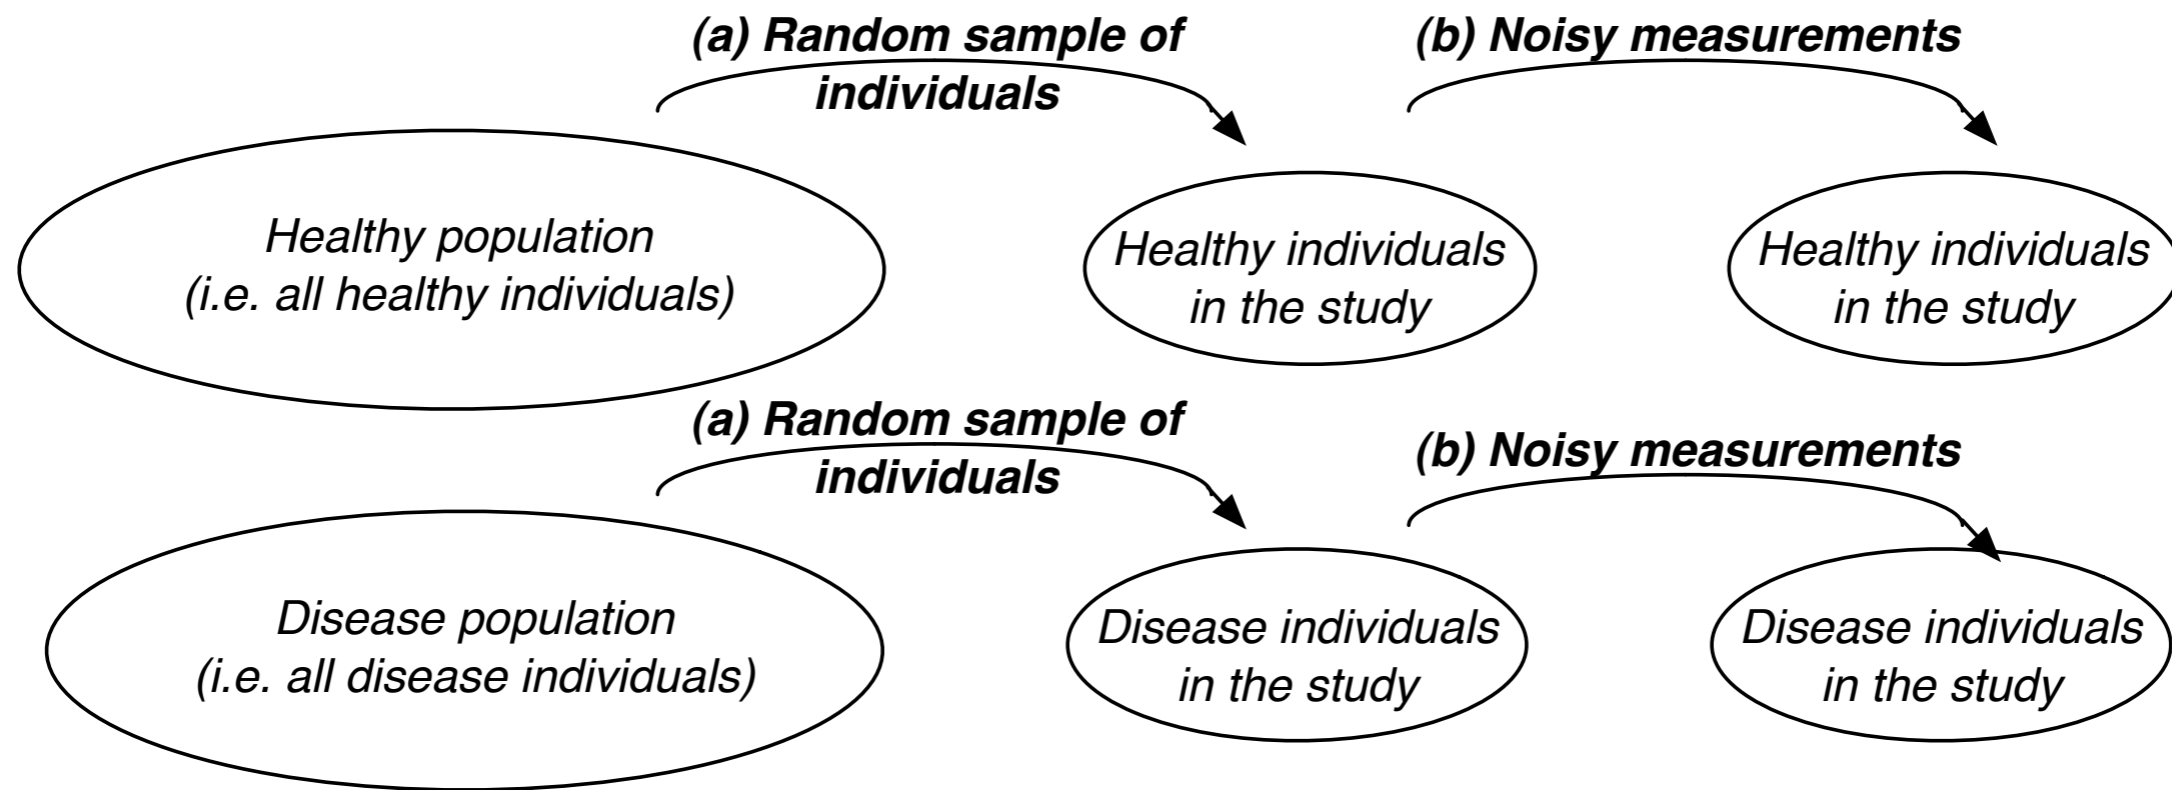 (a) Random sample of
individuals
(b) Noisy measurements
Healthy population
(i.e. all healthy individuals)
Healthy individuals
in the study
Healthy individuals
in the study
(a) Random sample of
individuals
(b) Noisy measurements
Disease population
(i.e. all disease individuals)
Disease individuals
in the study
Disease individuals
in the study